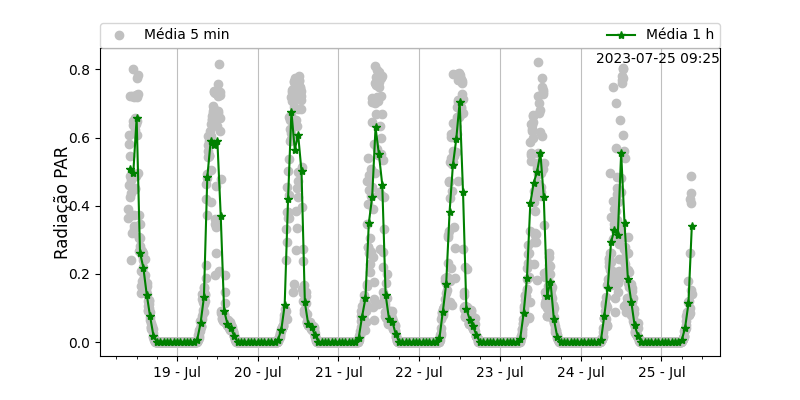 Média 5 min
Média 1 h
2023-07-25 09:25
Radiação PAR
0.8
0.6
0.4
0.2
0.0
19 - Jul
20 - Jul
21 - Jul
22 - Jul
23 - Jul
24 - Jul
25 - Jul